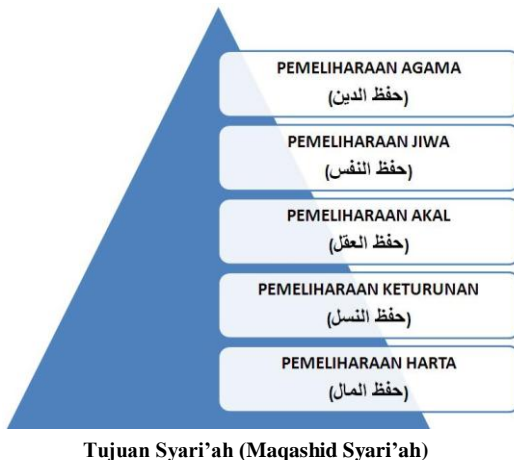 PEMELIHARAAN AGAMA
(حفظ الدين)
PEMELIHARAAN JIWA
(حفظ النفس)
PEMELIHARAAN AKAL
(حفظ العقل)
PEMELIHARAAN KETURUNAN
(حفظ النسل)
PEMELIHARAAN HARTA
(حفظ المال)
Tujuan Syari’ah (Maqashid Syari’ah)